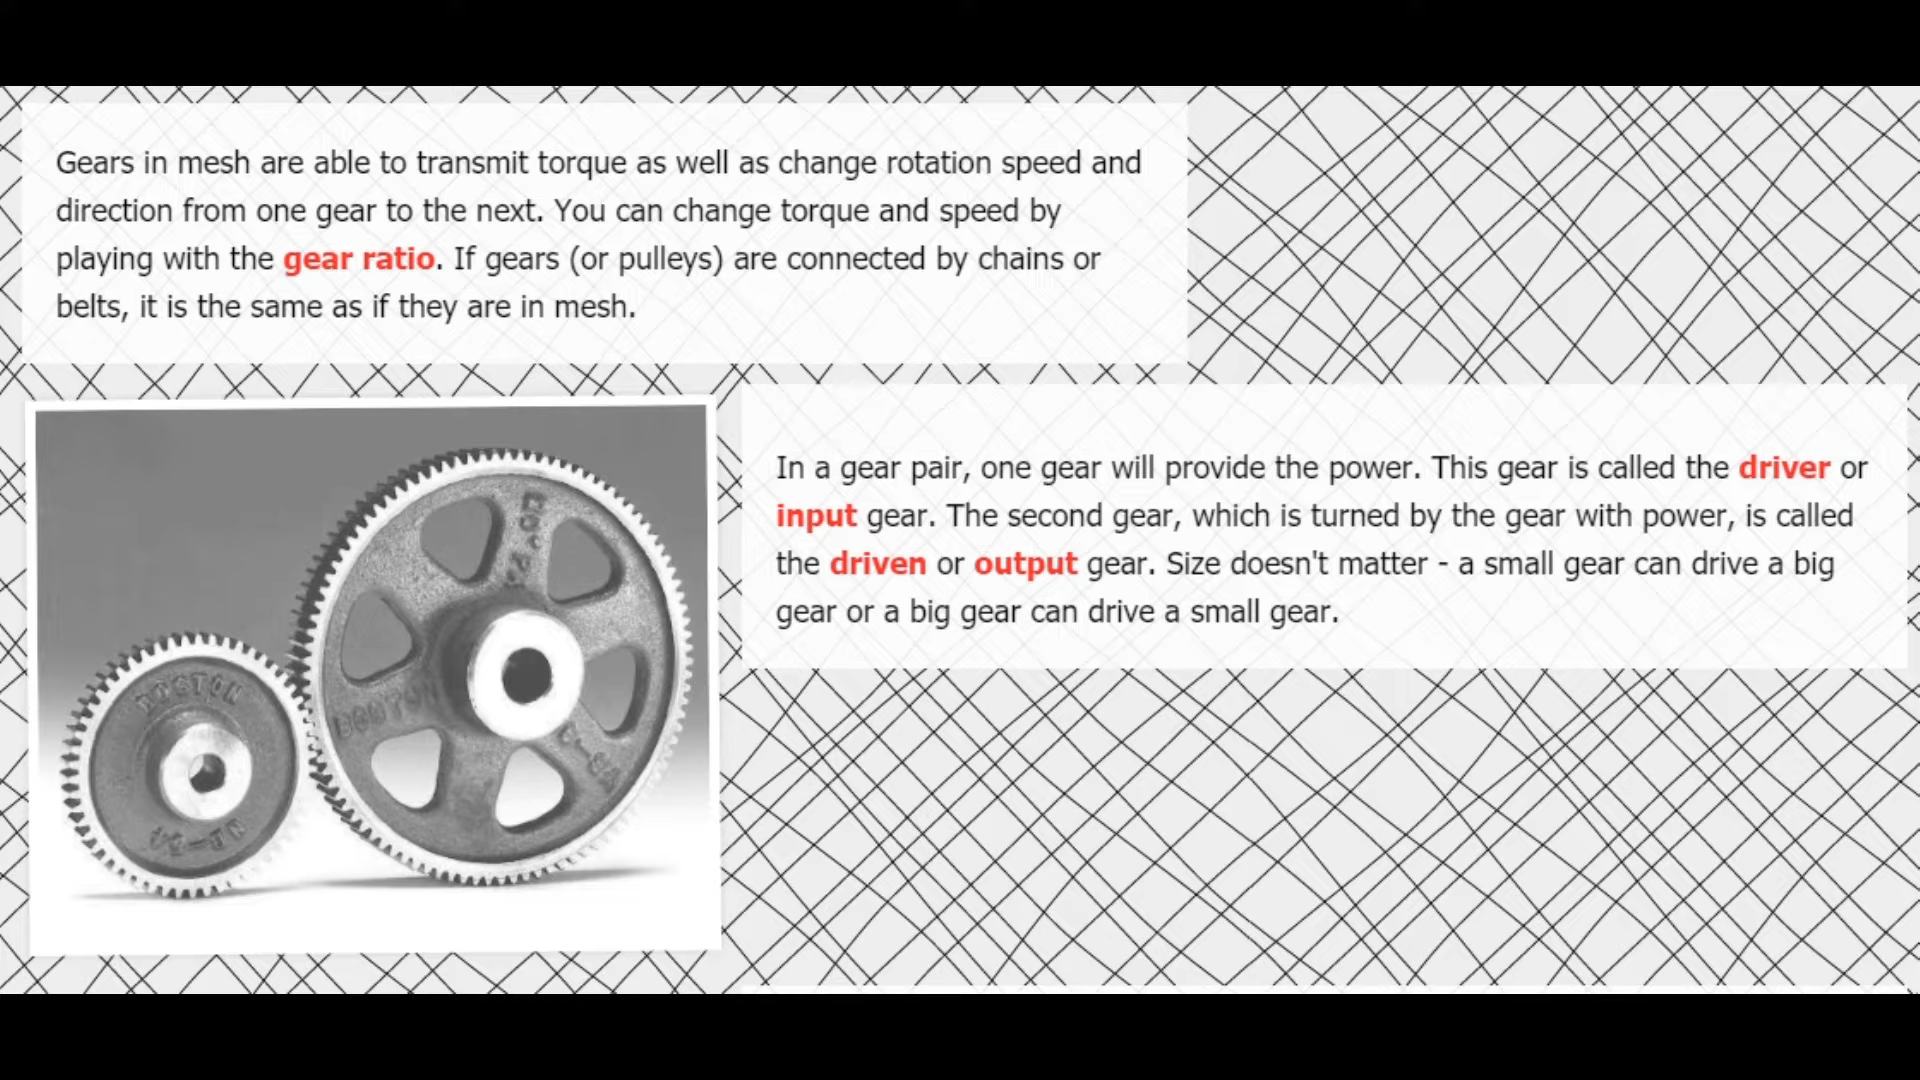 Gears in mesh are able to transmit torque as well as change rotation speed and
direction from one gear to the next. You can change torque and speed by
playing with the gear ratio. If gears (or pulleys) are connected by chains or
belts, it is the same as if they are in mesh.
In a gear pair, one gear will provide the power. This gear is called the driver or
input gear. The second gear, which is turned by the gear with power, is called
the driven or output gear. Size doesn't matter - a small gear can drive a big
gear or a big gear can drive a small gear.
BOSTON
BOSTON